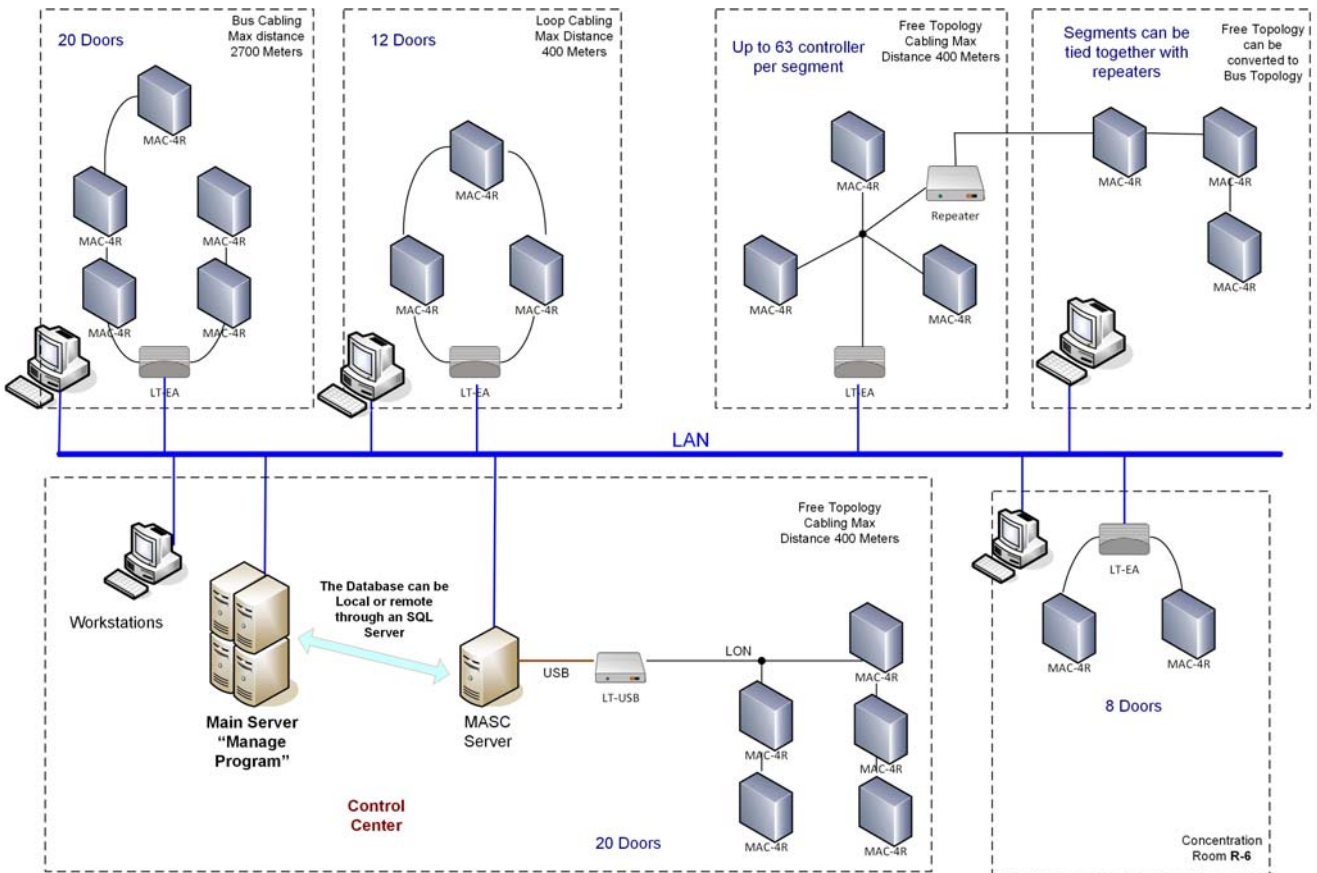 20 Doors
Bus Cabling
Max distance
2700 Meters
MAC-4R
MAC-4R
MAC-4R
MAC-4R
MAC-4R
LT-EA
12 Doors
Loop Cabling
Max Distance
400 Meters
MAC-4R
MAC-4R
MAC-4R
LT-EA
Up to 63 controller
per segment
Free Topology
Cabling Max
Distance 400 Meters
MAC-4R
Repeater
MAC-4R
MAC-4R
LT-EA
Segments can be
tied together with
repeaters
Free Topology
can be
converted to
Bus Topology
MAC-4R
MAC-4R
MAC-4R
LAN
Workstations
Main Server
“Manage
Program”
The Database can be
Local or remote
through an SQL
Server
MASC
Server
USB
LT-USB
LON
Free Topology
Cabling Max
Distance 400 Meters
MAC-4R
MAC-4R
MAC-4R
MAC-4R
MAC-4R
Control
Center
20 Doors
LT-EA
MAC-4R
MAC-4R
8 Doors
Concentration
Room R-6